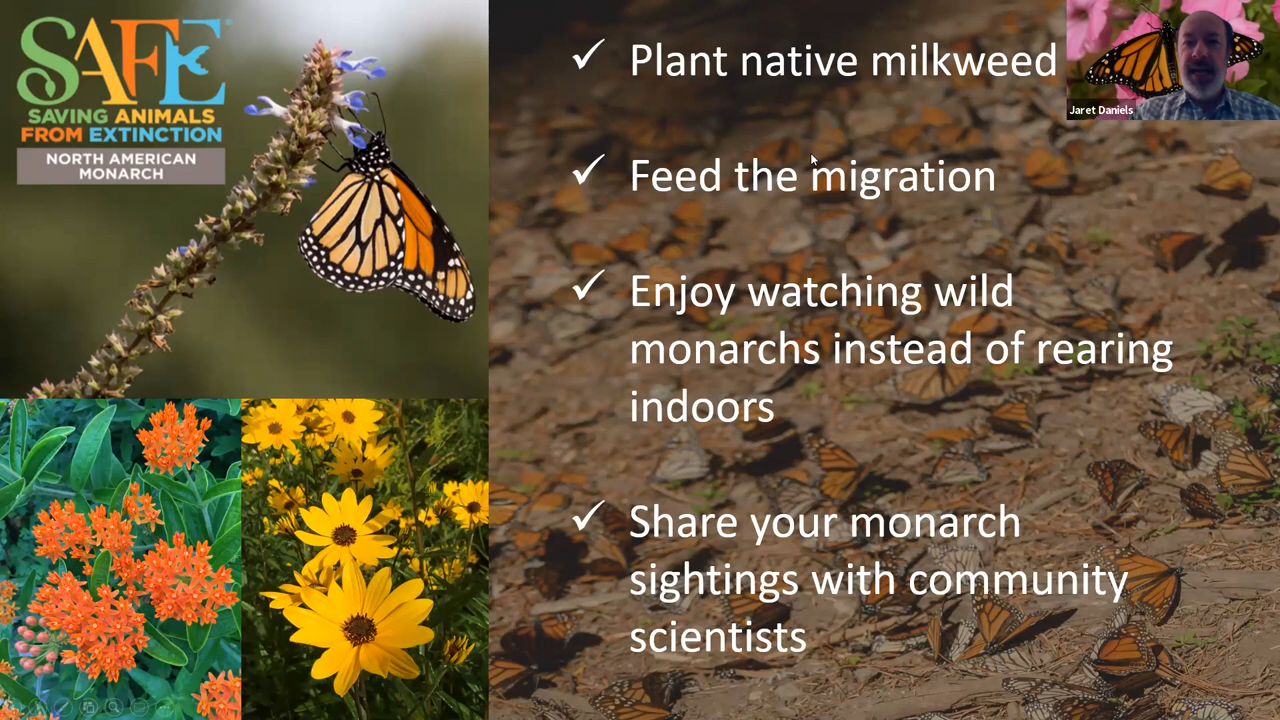 SAFE
SAVING ANIMALS
FROM EXTINCTION
NORTH AMERICAN
MONARCH
✓ Plant native milkweed
✓ Feed the migration
✓ Enjoy watching wild
monarchs instead of rearing
indoors
✓ Share your monarch
sightings with community
scientists
Jaret Daniels